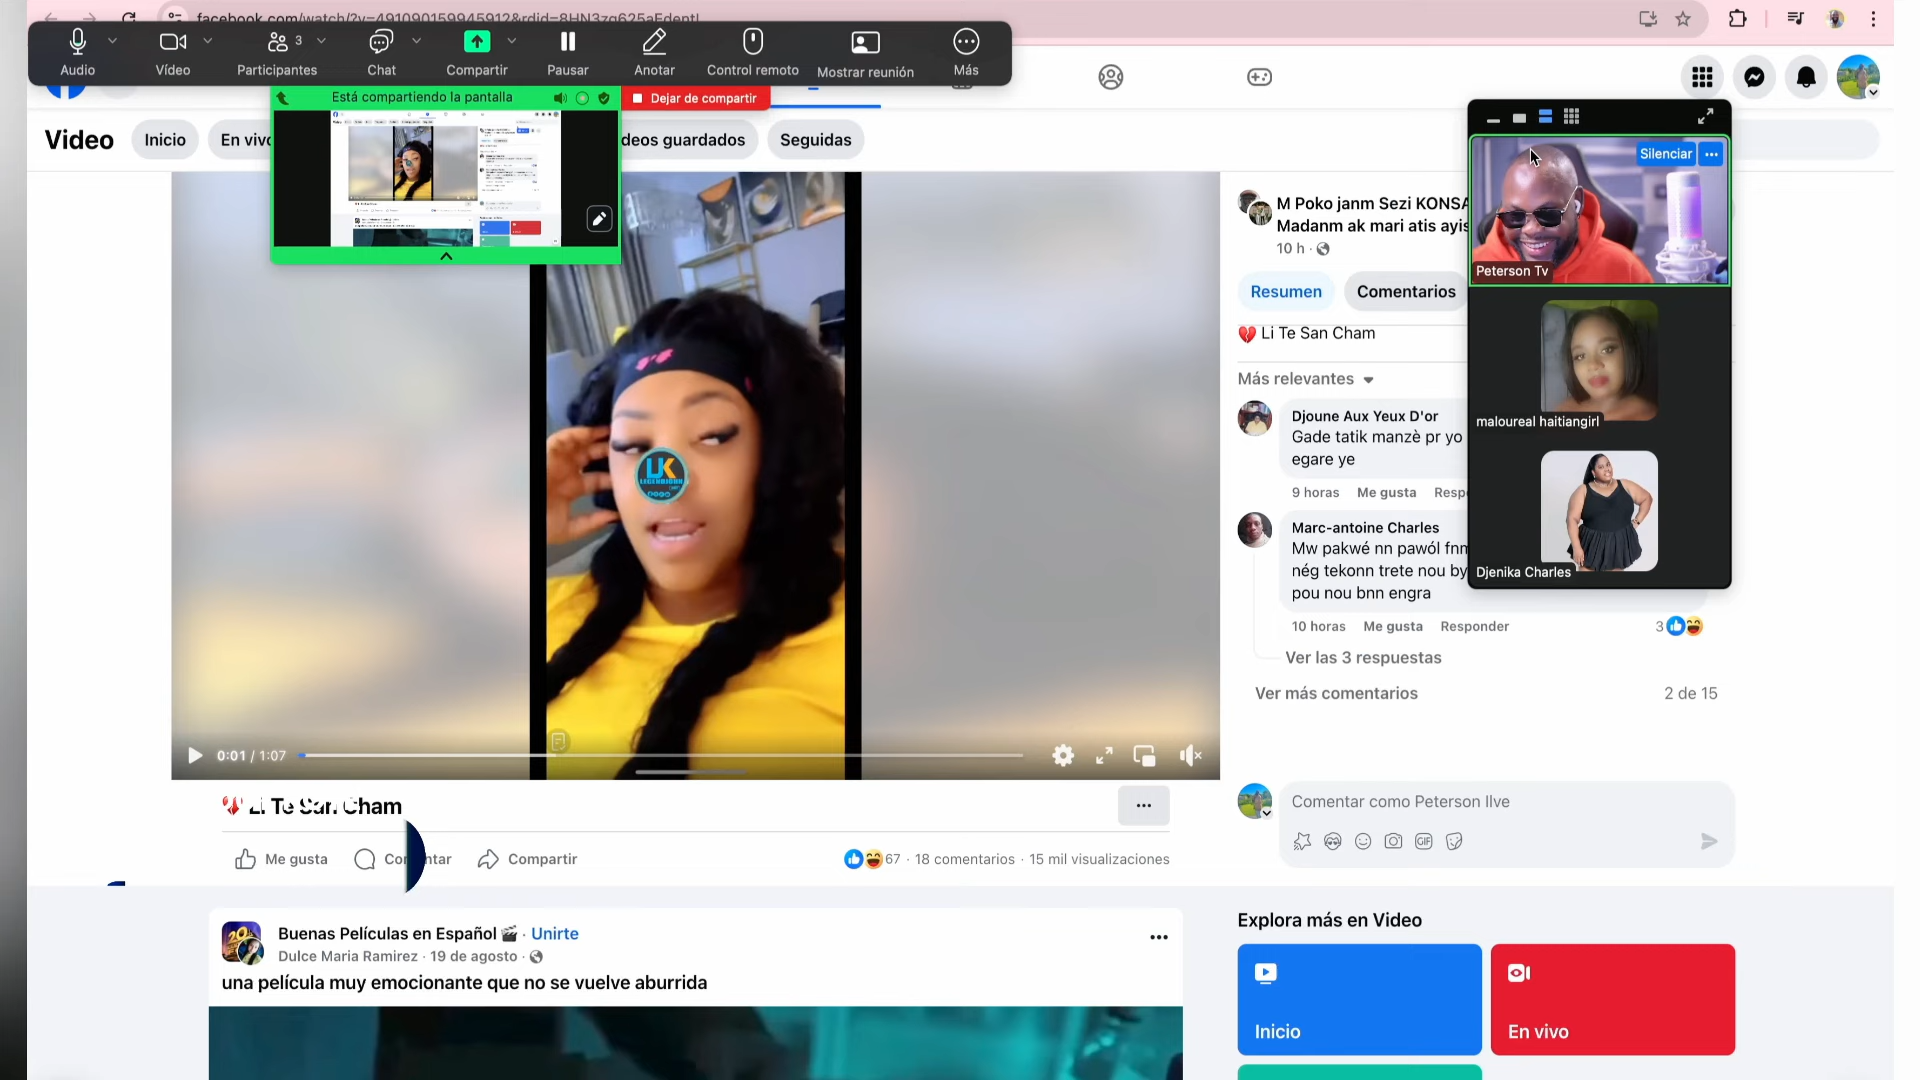 facebook.com/watch/?v=491090159945912&rdid=8HN3zq625aFdentL
Audio
Vídeo
3
Participantes
Chat
Compartir
Pausar
Anotar
Control remoto
Mostrar reunión
Más
Está compartiendo la pantalla
Dejar de compartir
Video
Inicio
En vivo
deos guardados
Seguidas
Silenciar
Peterson Tv
maloureal haitiangirl
Djenika Charles
M Poko janm Sezi KONSA
Madanm ak mari atis ayis
10 h ·
Resumen
Comentarios
💔 Li Te San Cham
Más relevantes
Djoune Aux Yeux D'or
Gade tatik manzè pr yo
egare ye
9 horas Me gusta Resp
Marc-antoine Charles
Mw pakwé nn pawól fnm
nég tekonn trete nou by
pou nou bnn engra
10 horas Me gusta Responder
3
Ver las 3 respuestas
Ver más comentarios
2 de 15
UK
0:01 / 1:07
💔 Li Te San Cham
Me gusta
Comentar
Compartir
67 · 18 comentarios · 15 mil visualizaciones
Comentar como Peterson Ilve
GIF
Buenas Películas en Español 🎬 · Unirte
Dulce Maria Ramirez · 19 de agosto ·
una película muy emocionante que no se vuelve aburrida
Explora más en Video
Inicio
En vivo